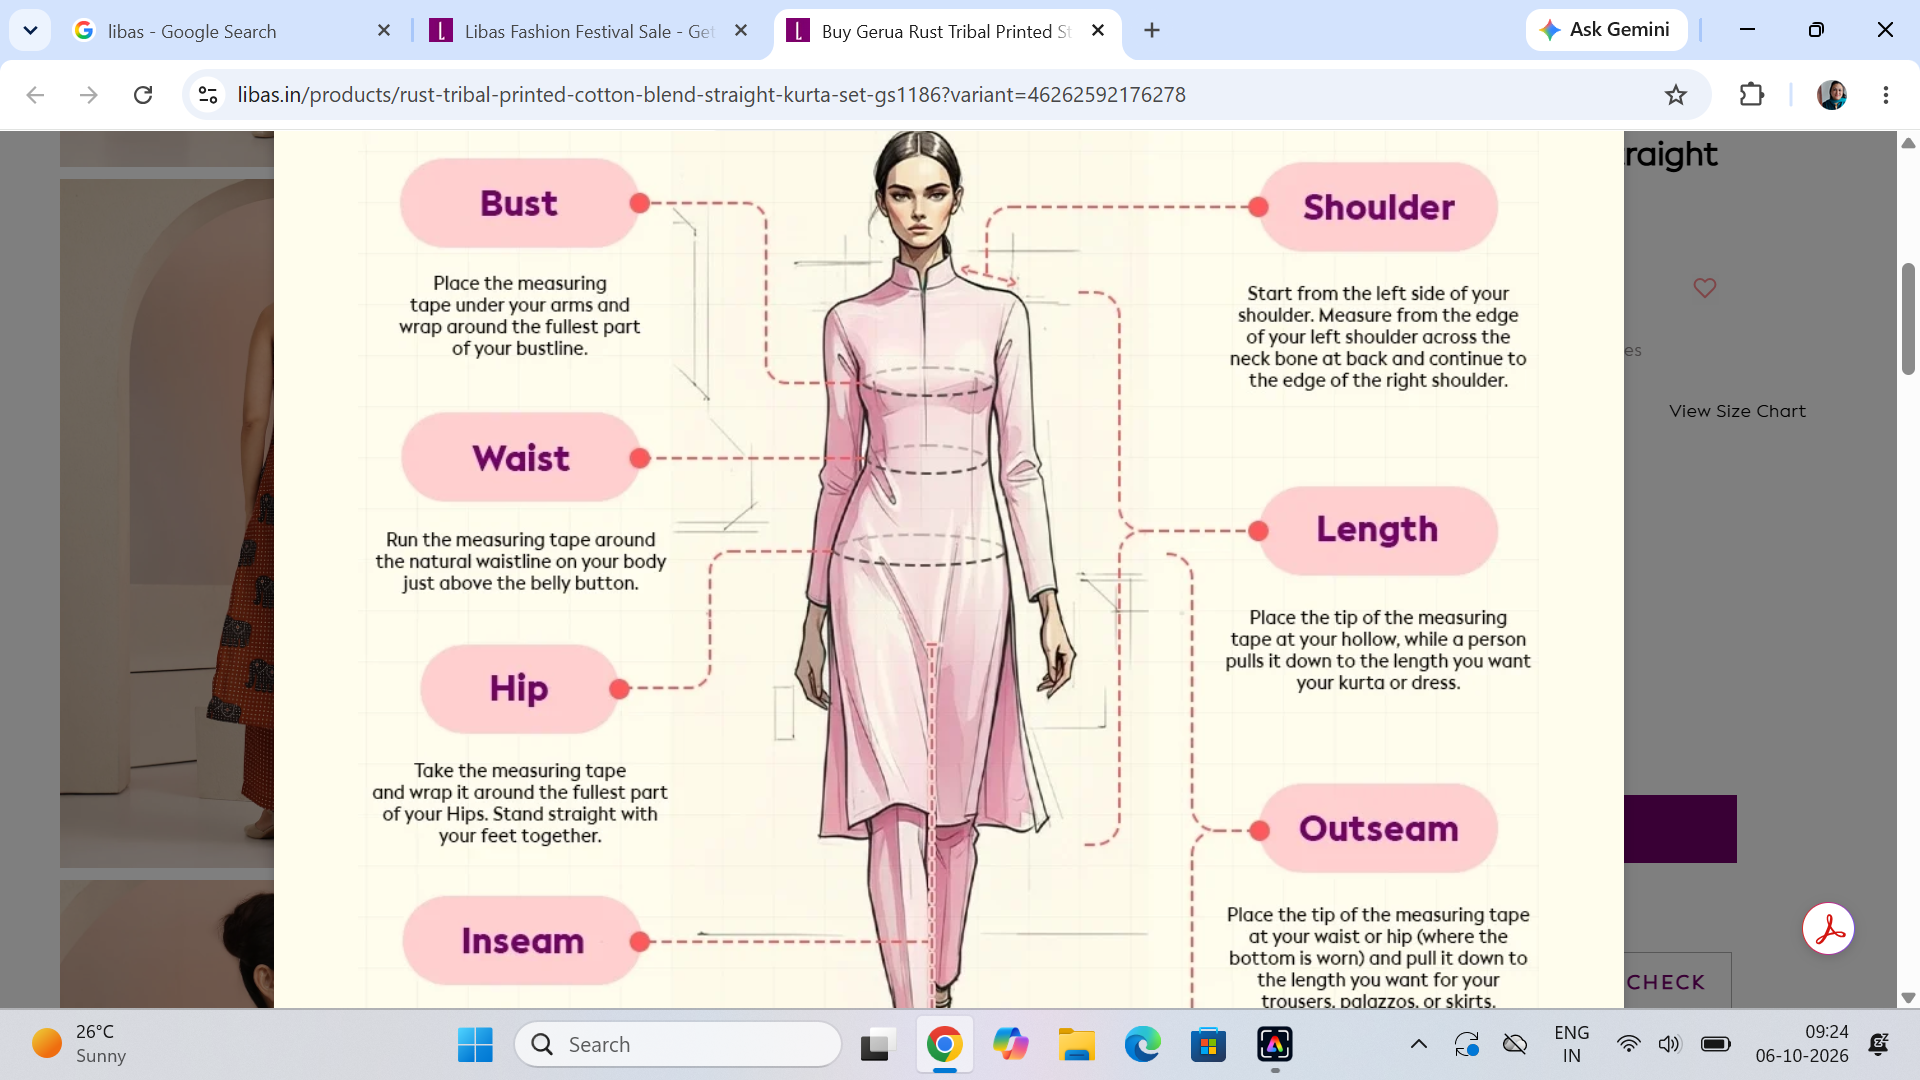 libas - Google Search
Libas Fashion Festival Sale - Get
Buy Gerua Rust Tribal Printed St
Ask Gemini
libas.in/products/rust-tribal-printed-cotton-blend-straight-kurta-set-gs1186?variant=46262592176278
raight
es
View Size Chart
CHECK
Bust
Place the measuring
tape under your arms and
wrap around the fullest part
of your bustline.
Waist
Run the measuring tape around
the natural waistline on your body
just above the belly button.
Hip
Take the measuring tape
and wrap it around the fullest part
of your Hips. Stand straight with
your feet together.
Inseam
Shoulder
Start from the left side of your
shoulder. Measure from the edge
of your left shoulder across the
neck bone at back and continue to
the edge of the right shoulder.
Length
Place the tip of the measuring
tape at your hollow, while a person
pulls it down to the length you want
your kurta or dress.
Outseam
Place the tip of the measuring tape
at your waist or hip (where the
bottom is worn) and pull it down to
the length you want for your
trousers, palazzos, or skirts.
26°C
Sunny
Search
ENG
IN
09:24
06-10-2026